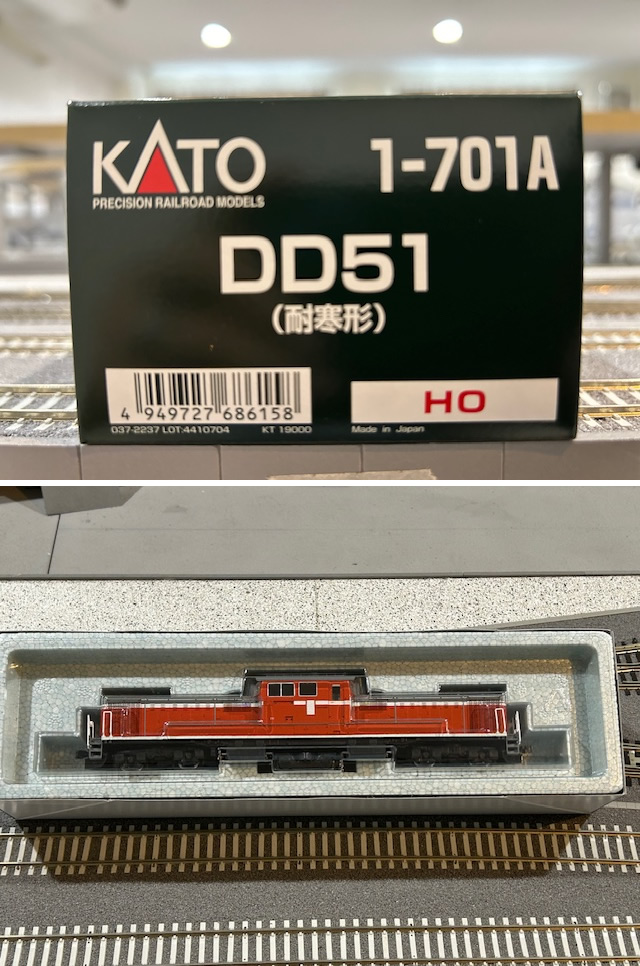 KATO
PRECISION RAILROAD MODELS
1-701A
DD51
(耐寒形)
4 949727 686158
HO
037-2237 LOT:4410704 KT 19000
Made in Japan